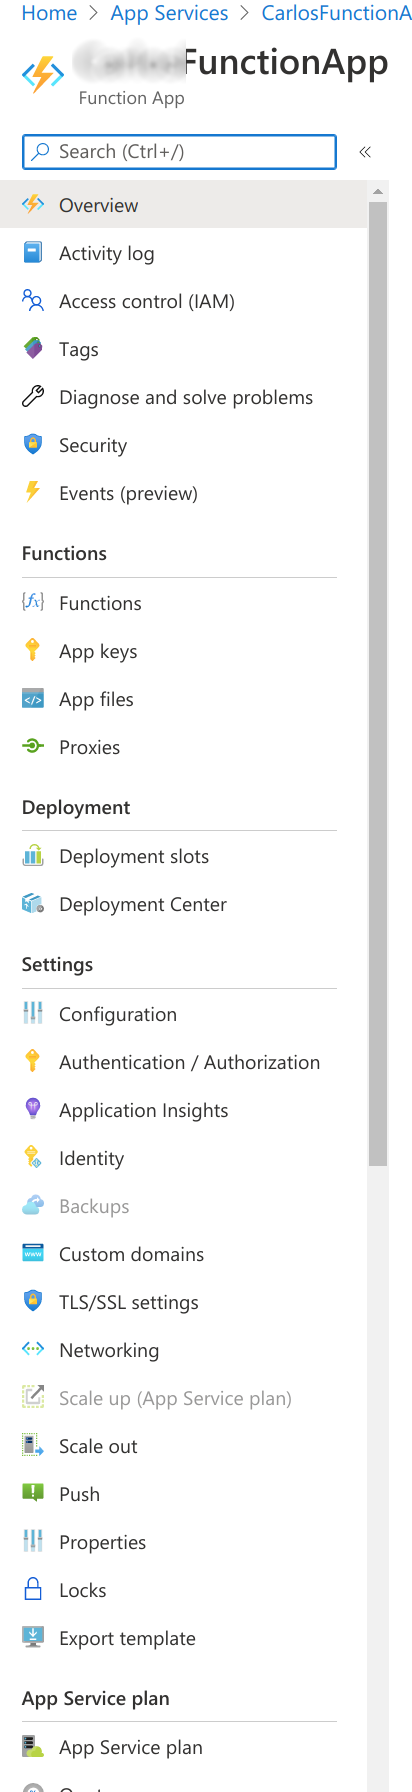 Home > App Services > CarlosFunctionA
FunctionApp
Function App
Search (Ctrl+/)
«
Overview
Activity log
Access control (IAM)
Tags
Diagnose and solve problems
Security
Events (preview)
Functions
Functions
App keys
App files
Proxies
Deployment
Deployment slots
Deployment Center
Settings
Configuration
Authentication / Authorization
Application Insights
Identity
Backups
Custom domains
TLS/SSL settings
Networking
Scale up (App Service plan)
Scale out
Push
Properties
Locks
Export template
App Service plan
App Service plan